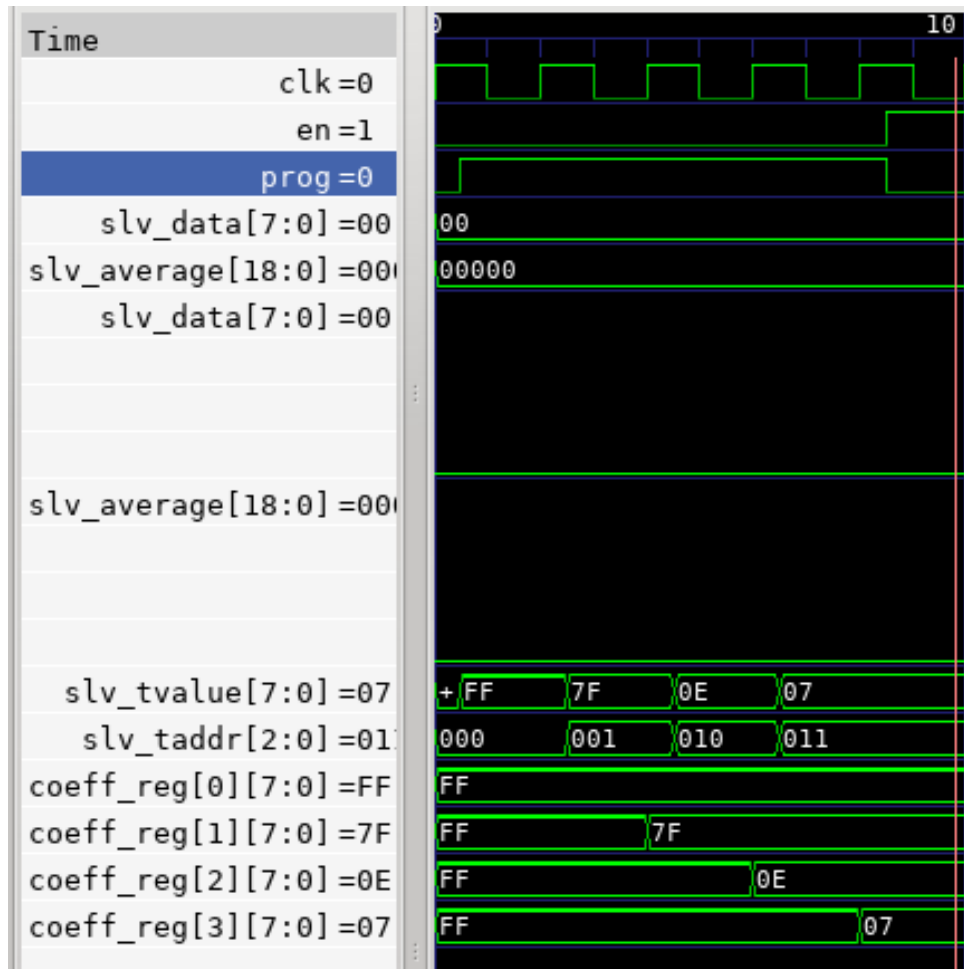 Time 0 10
clk=0
en=1
prog=0
slv_data[7:0]=00 00
slv_average[18:0]=000 00000
slv_data[7:0]=00
slv_average[18:0]=000
slv_tvalue[7:0]=07 + FF 7F 0E 07
slv_taddr[2:0]=011 000 001 010 011
coeff_reg[0][7:0]=FF FF
coeff_reg[1][7:0]=7F FF 7F
coeff_reg[2][7:0]=0E FF 0E
coeff_reg[3][7:0]=07 FF 07